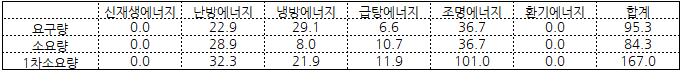 신재생에너지 난방에너지 냉방에너지 급탕에너지 조명에너지 환기에너지 합계
요구량 0.0 22.9 29.1 6.6 36.7 0.0 95.3
소요량 0.0 28.9 8.0 10.7 36.7 0.0 84.3
1차소요량 0.0 32.3 21.9 11.9 101.0 0.0 167.0